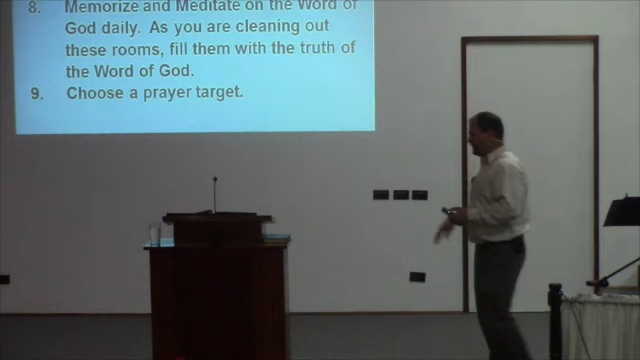 8. Memorize and Meditate on the Word of
God daily. As you are cleaning out
these rooms, fill them with the truth of
the Word of God.
9. Choose a prayer target.